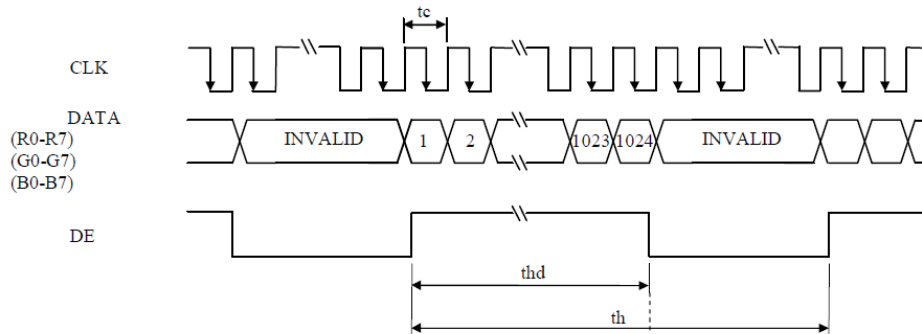 tc
CLK
DATA
(R0-R7)
(G0-G7)
(B0-B7)
INVALID 1 2 1023 1024 INVALID
DE
thd
th